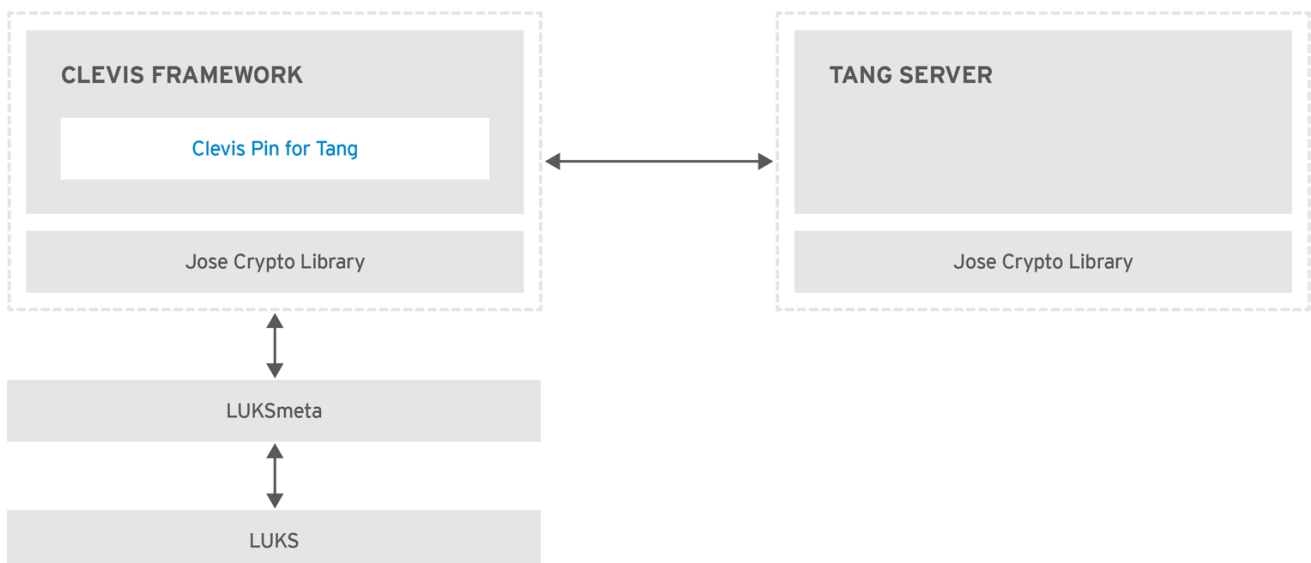 CLEVIS FRAMEWORK
Clevis Pin for Tang
Jose Crypto Library
TANG SERVER
Jose Crypto Library
LUKSmeta
LUKS